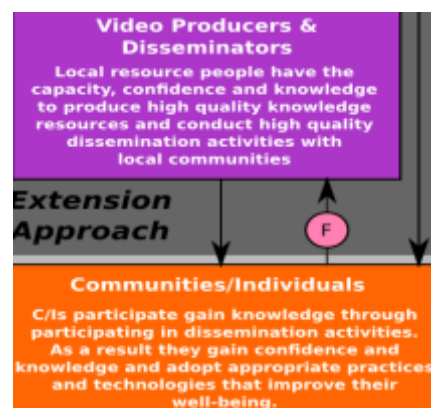 Video Producers &
Disseminators
Local resource people have the
capacity, confidence and knowledge
to produce high quality knowledge
resources and conduct high quality
dissemination activities with
local communities
Extension
Approach
F
Communities/Individuals
C/Is participate gain knowledge through
participating in dissemination activities.
As a result they gain confidence and
knowledge and adopt appropriate practices
and technologies that improve their
well-being.